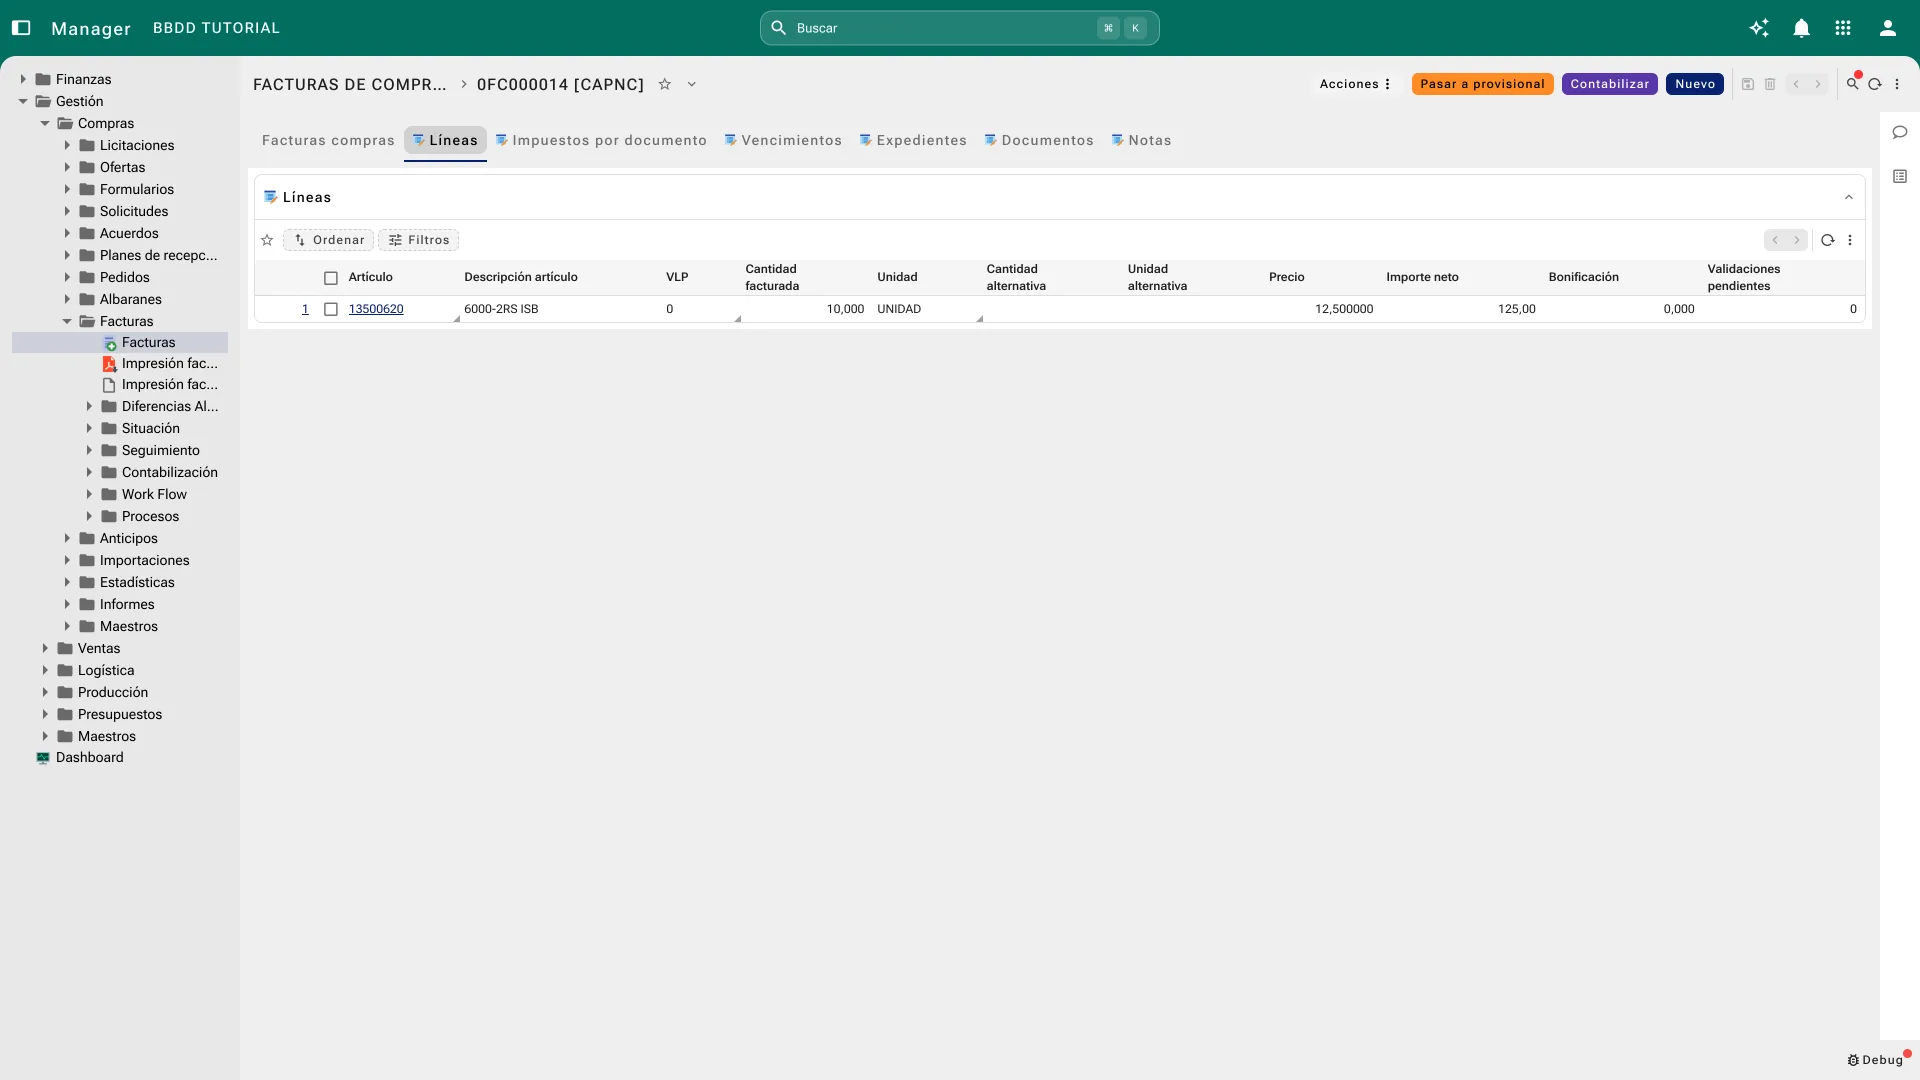 Manager BBDD TUTORIAL
Buscar ⌘ K
Finanzas
Gestión
Compras
Licitaciones
Ofertas
Formularios
Solicitudes
Acuerdos
Planes de recepc...
Pedidos
Albaranes
Facturas
Facturas
Impresión fac...
Impresión fac...
Diferencias Al...
Situación
Seguimiento
Contabilización
Work Flow
Procesos
Anticipos
Importaciones
Estadísticas
Informes
Maestros
Ventas
Logística
Producción
Presupuestos
Maestros
Dashboard
FACTURAS DE COMPR... > 0FC000014 [CAPNC]
Acciones Pasar a provisional Contabilizar Nuevo
Facturas compras Líneas Impuestos por documento Vencimientos Expedientes Documentos Notas
Líneas
Ordenar Filtros
Artículo Descripción artículo VLP Cantidad facturada Unidad Cantidad alternativa Unidad alternativa Precio Importe neto Bonificación Validaciones pendientes
1 13500620 6000-2RS ISB 0 10,000 UNIDAD 12,500000 125,00 0,000 0
Debug